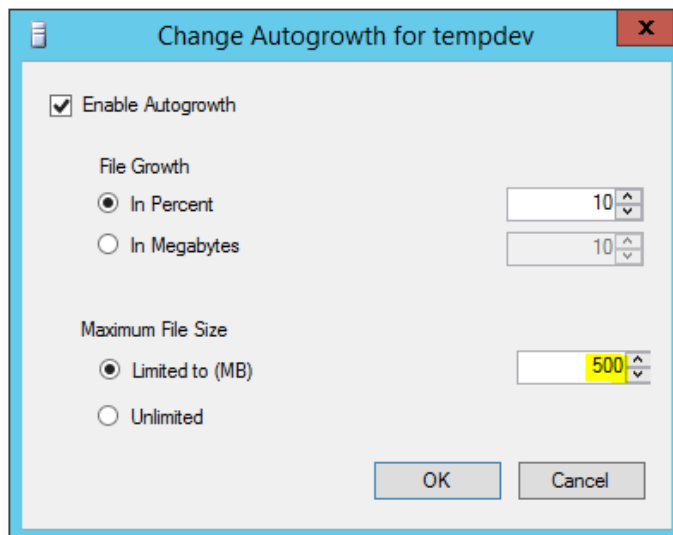 Change Autogrowth for tempdev
x
Enable Autogrowth
File Growth
In Percent 10
In Megabytes 10
Maximum File Size
Limited to (MB) 500
Unlimited
OK Cancel